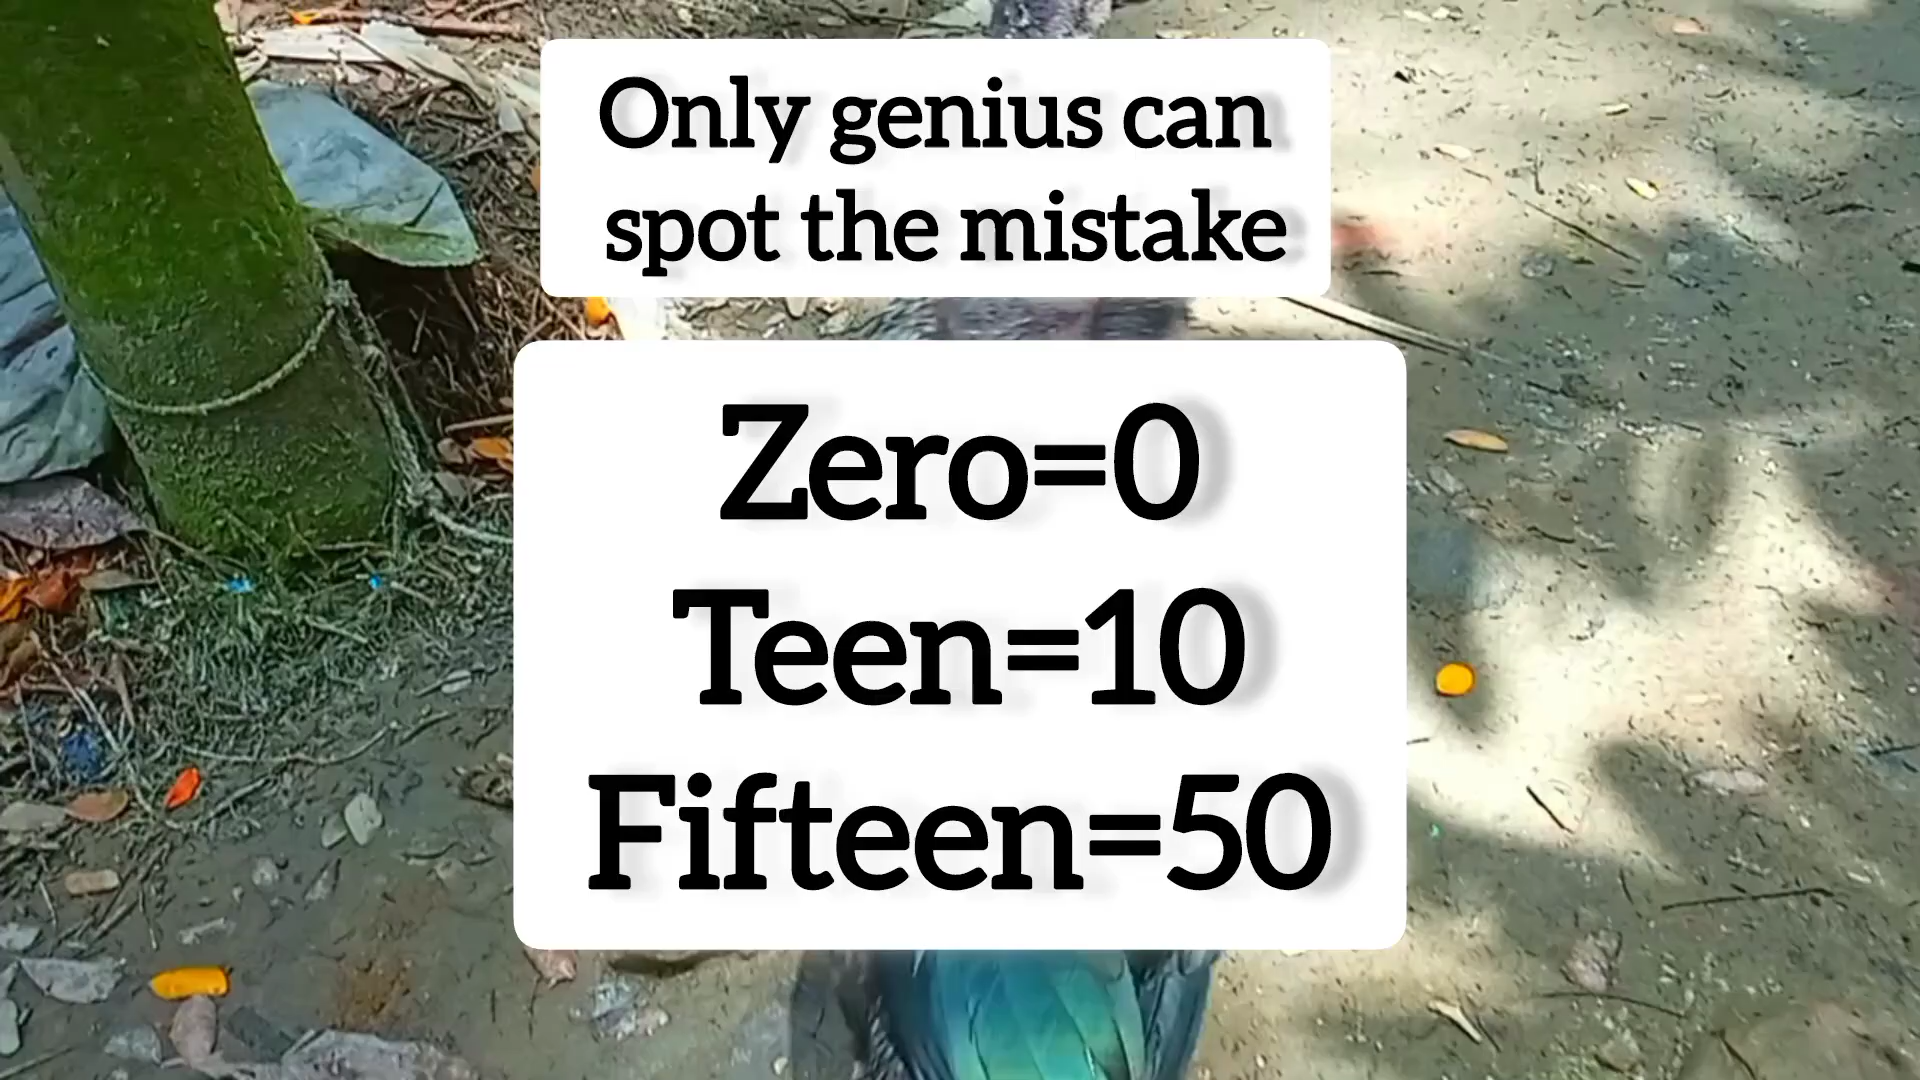 Only genius can
spot the mistake
Zero=0
Teen=10
Fifteen=50